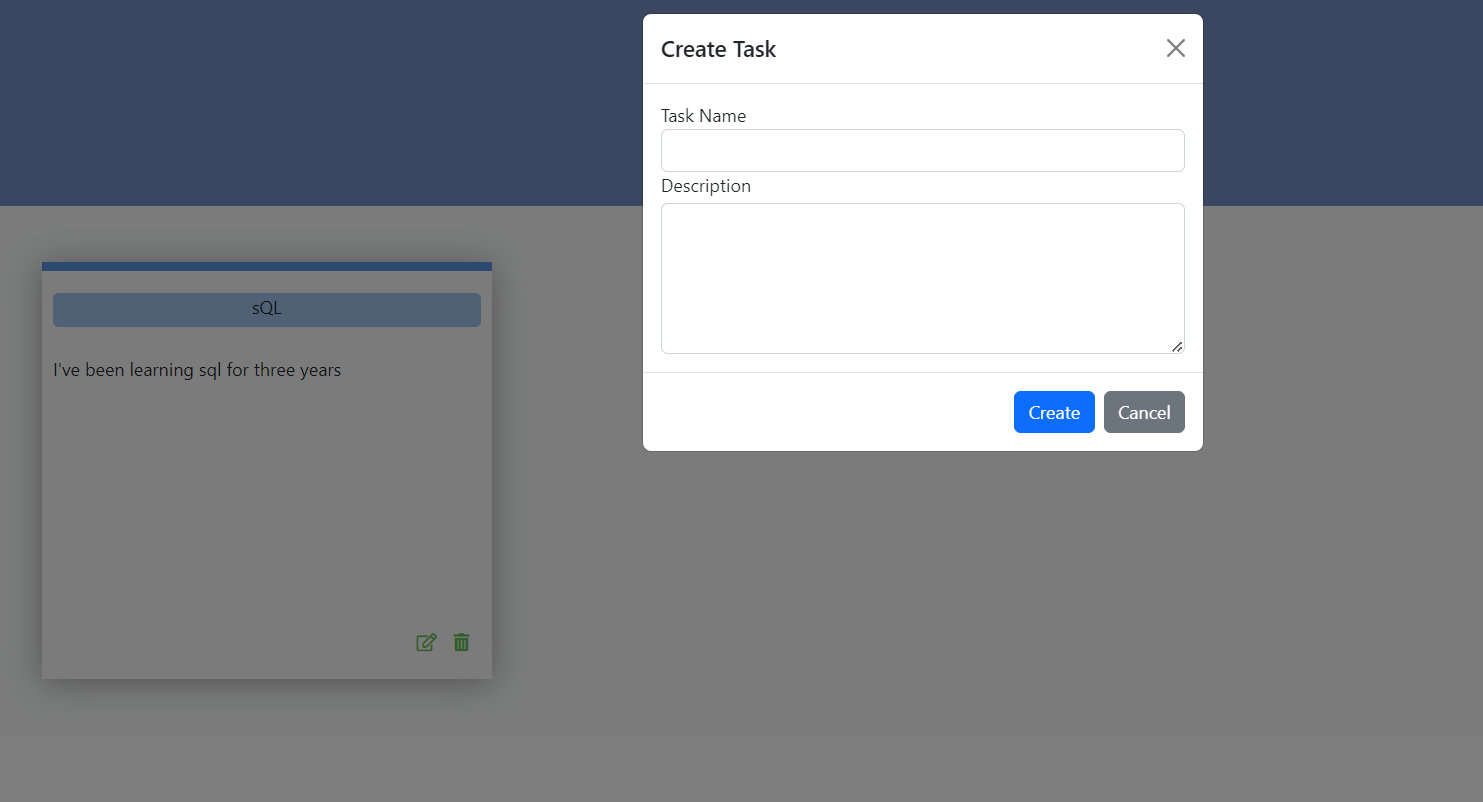 Create Task
Task Name
Description
Create Cancel
sQL
I've been learning sql for three years